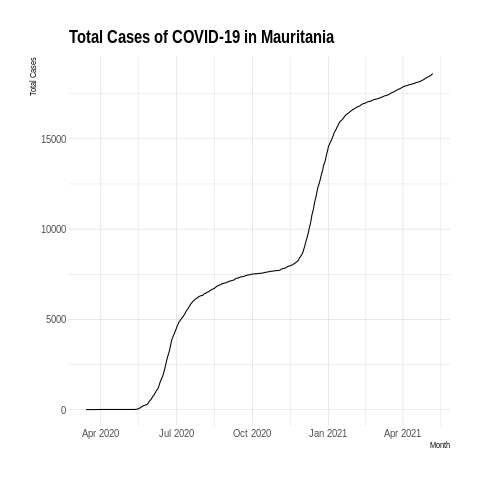 Total Cases of COVID-19 in Mauritania
Total Cases
15000
10000
5000
0
Apr 2020 Jul 2020 Oct 2020 Jan 2021 Apr 2021
Month